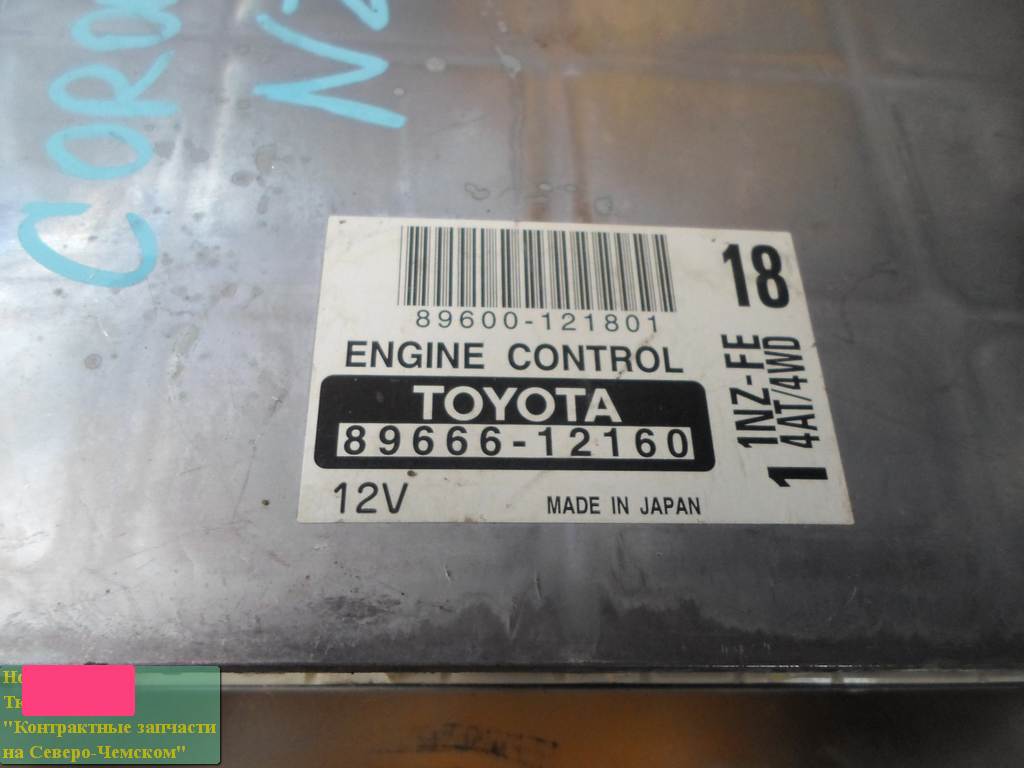 89600-121801
ENGINE CONTROL
TOYOTA
89666-12160
12V
MADE IN JAPAN
18
1NZ-FE
4AT/4WD
1
"Контрактные запчасти
на Северо-Чемском"